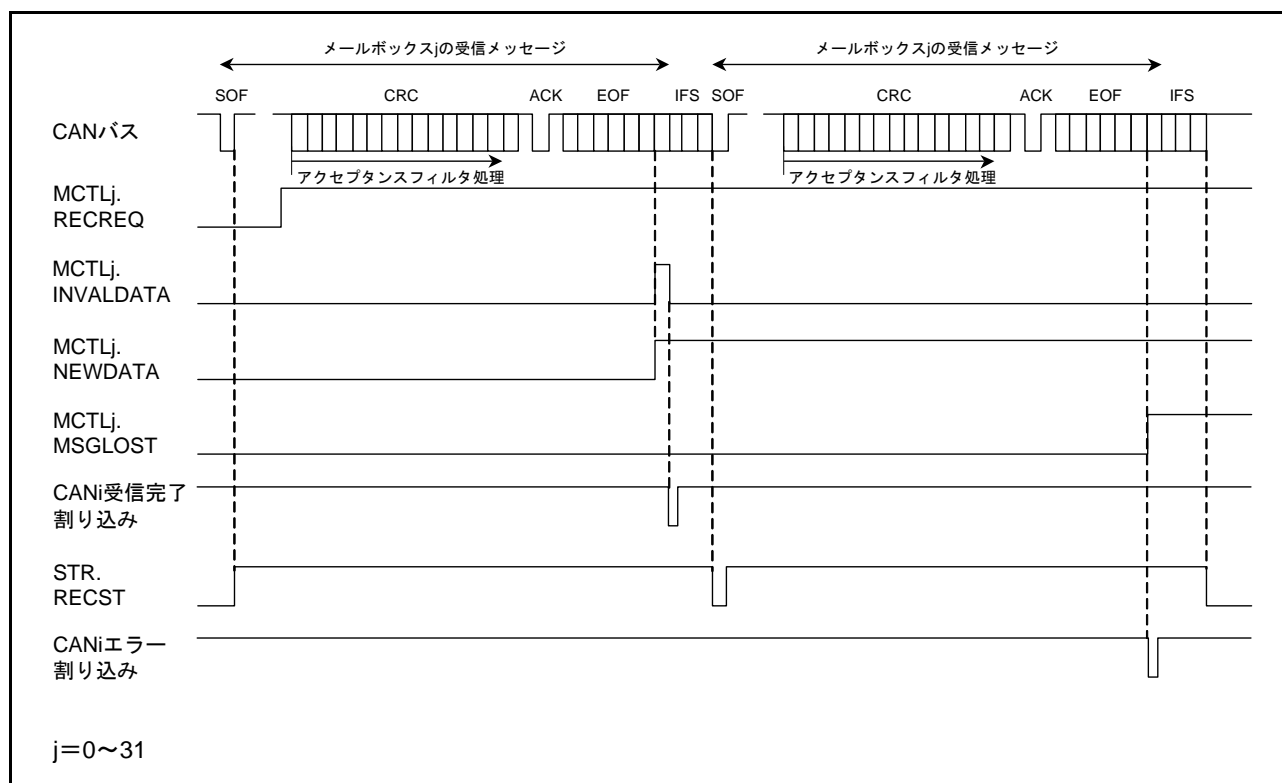 メールボックスjの受信メッセージ メールボックスjの受信メッセージ
SOF CRC ACK EOF IFS SOF CRC ACK EOF IFS
CANバス
アクセプタンスフィルタ処理 アクセプタンスフィルタ処理
MCTLj.
RECREQ
MCTLj.
INVALDATA
MCTLj.
NEWDATA
MCTLj.
MSGLOST
CANi受信完了
割り込み
STR.
RECST
CANiエラー
割り込み
j=0～31